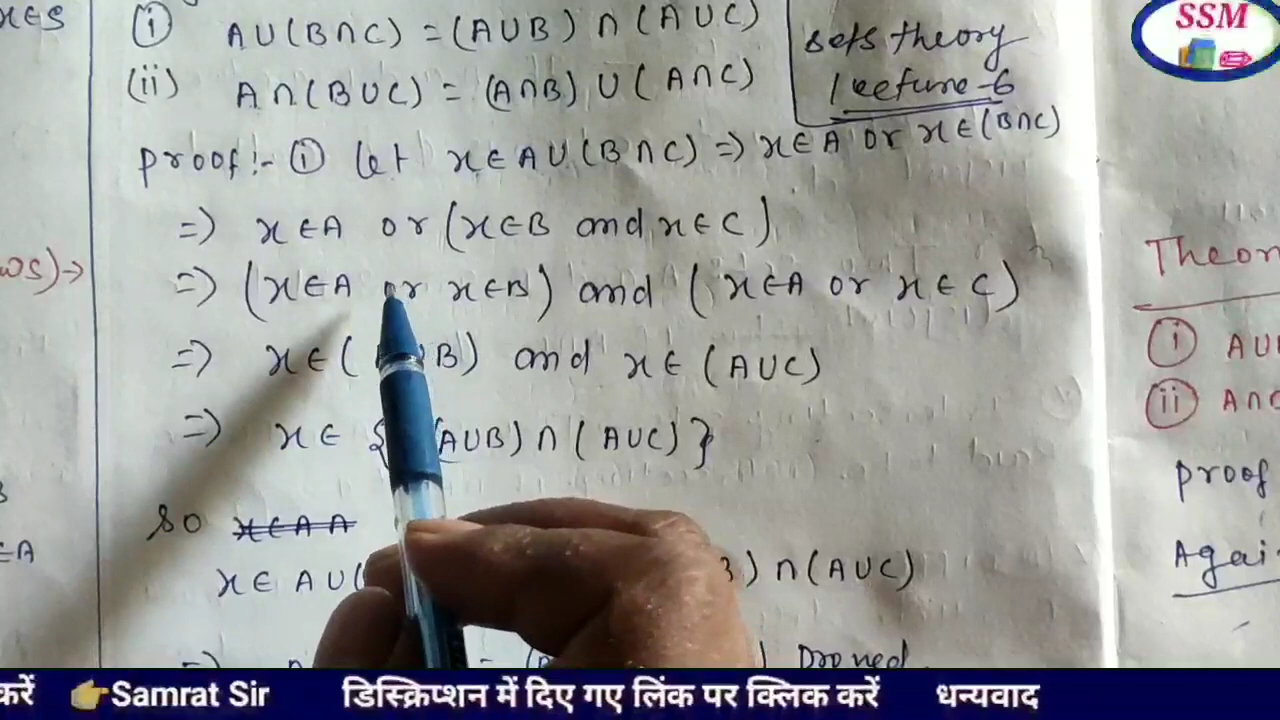 x∈S
(i) A∪(B∩C) = (A∪B) ∩ (A∪C)
sets theory
lecture-6
SSM
(ii) A∩(B∪C) = (A∩B) ∪ (A∩C)
proof:- (i) let x∈A∪(B∩C) => x∈A or x∈(B∩C)
=> x∈A or (x∈B and x∈C)
=> (x∈A or x∈B) and (x∈A or x∈C)
=> x∈( ∪B) and x∈(A∪C)
=> x∈ {(A∪B)∩(A∪C)}
so
x∈A∪( B)∩(A∪C)
=> Proved
ws)->
∈A
Theor
(i) A∪
(ii) A∩
proof
Agai
करें 👉Samrat Sir डिस्क्रिप्शन में दिए गए लिंक पर क्लिक करें धन्यवाद